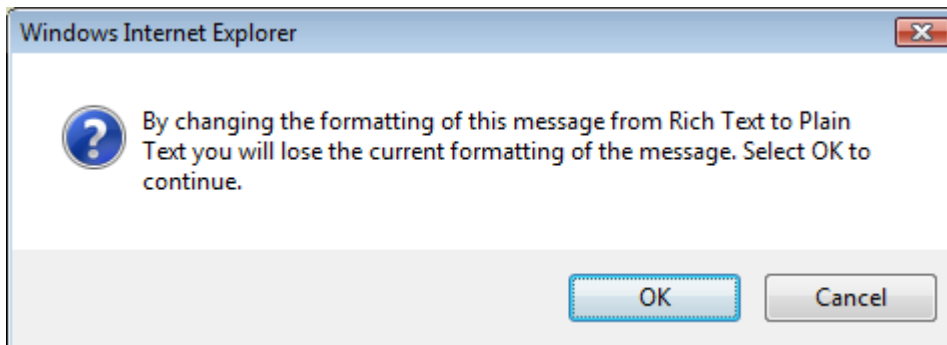 Windows Internet Explorer
By changing the formatting of this message from Rich Text to Plain
Text you will lose the current formatting of the message. Select OK to
continue.
OK
Cancel